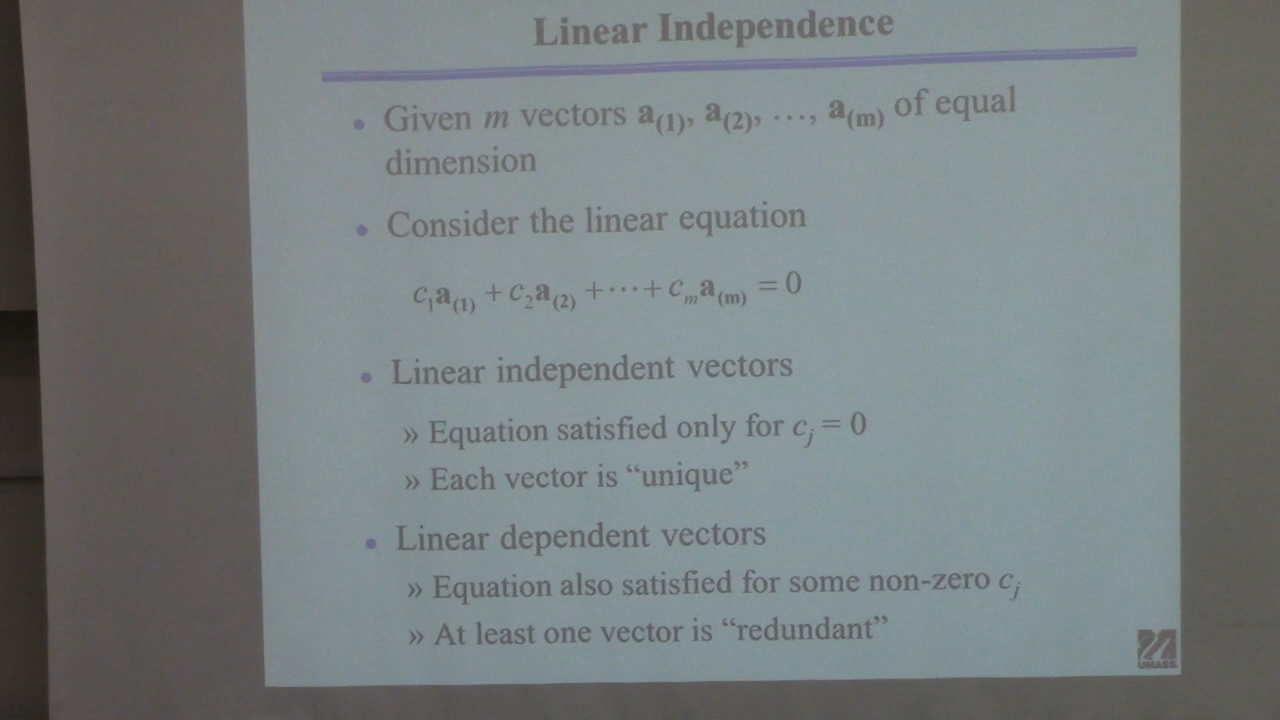 Linear Independence
• Given m vectors a(1), a(2), …, a(m) of equal
dimension
• Consider the linear equation
c₁a(1) + c₂a(2) + ⋯ + cₘa(m) = 0
• Linear independent vectors
» Equation satisfied only for cⱼ = 0
» Each vector is “unique”
• Linear dependent vectors
» Equation also satisfied for some non-zero cⱼ
» At least one vector is “redundant”
UMASS